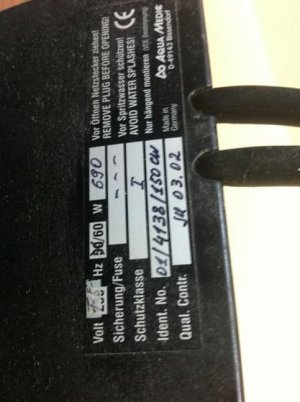 Volt Hz 50/60 W 690
Sicherung/Fuse - - -
Schutzklasse I
Ident. No. 01/4138/150 CW
Qual. Contr. 03.02
Vor Öffnen Netzstecker ziehen!
REMOVE PLUG BEFORE OPENING!
Vor Spritzwasser schützen!
AVOID WATER SPLASHES!
Nur hängend montieren (VDE Bestimmung)
Made in
Germany
CE
AQUA MEDIC
D-49143 Bissendorf